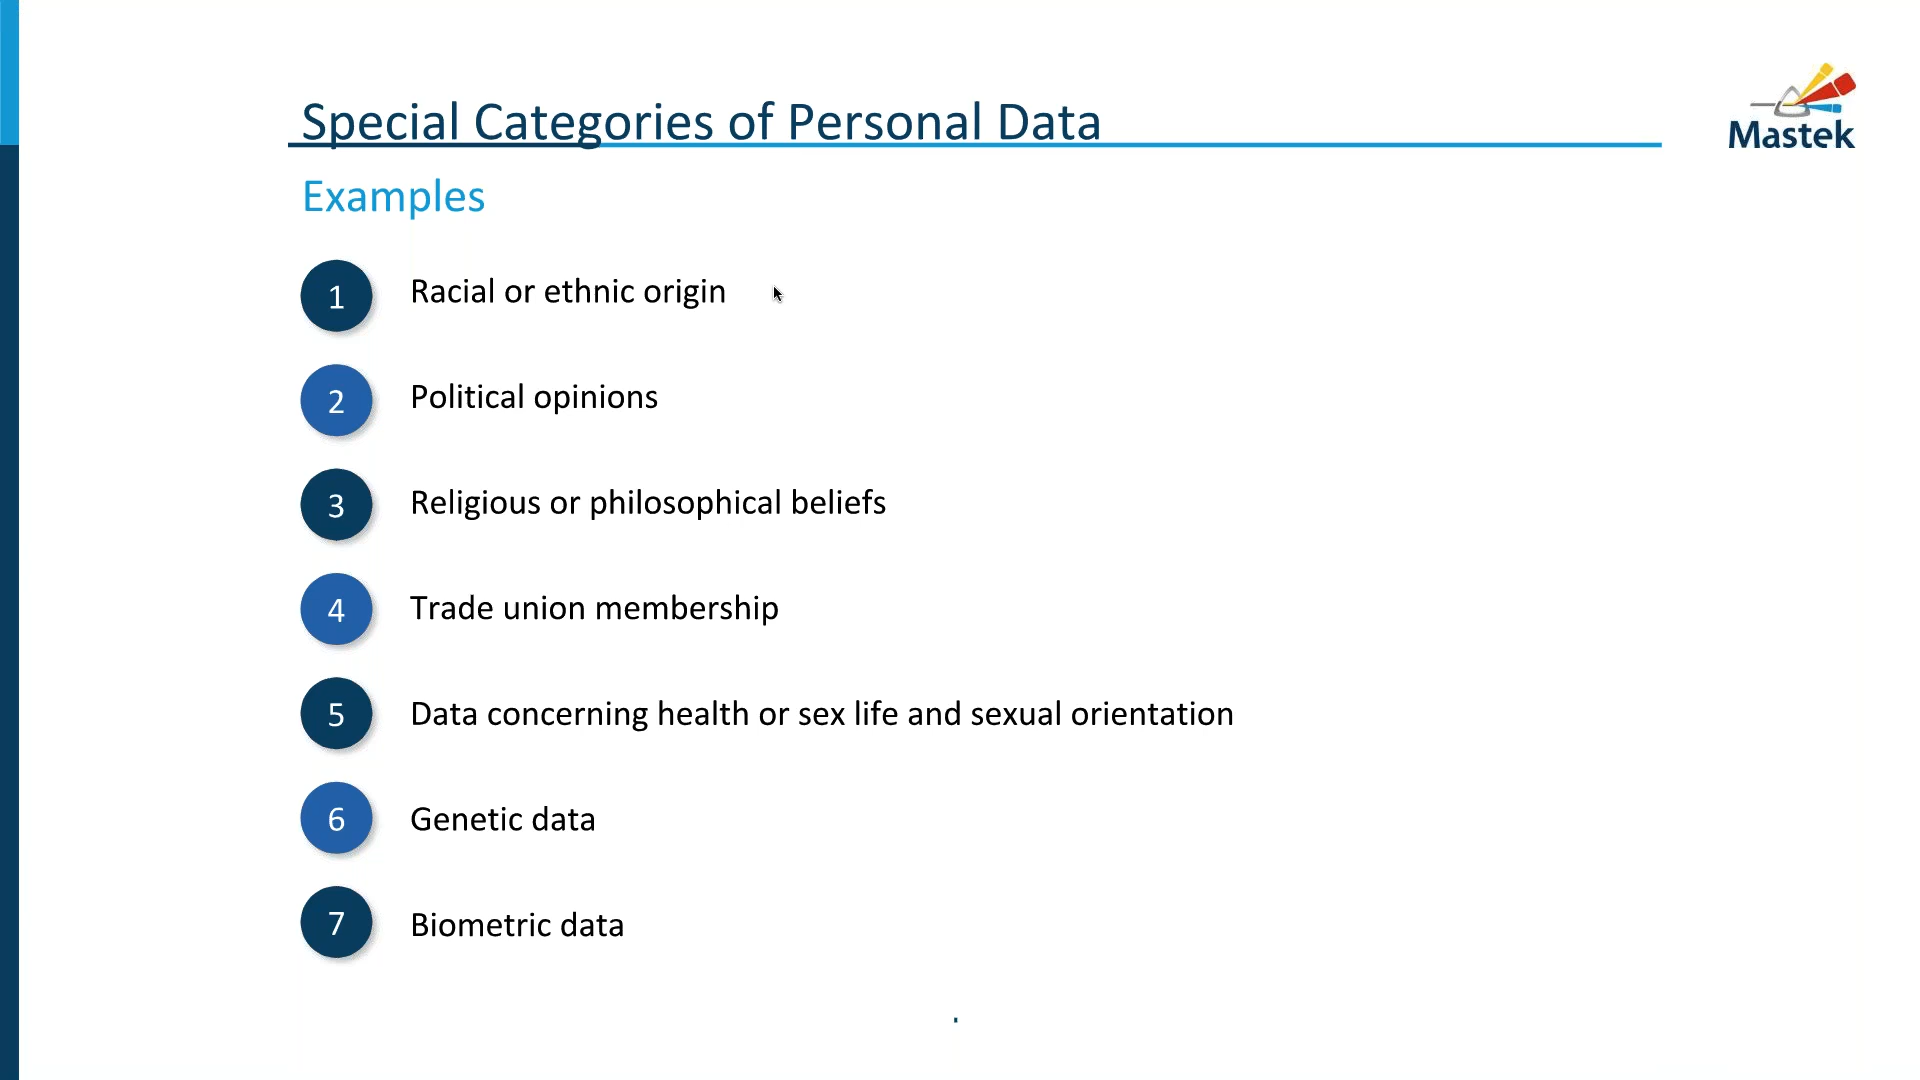 Special Categories of Personal Data
Mastek
Examples
1 Racial or ethnic origin
2 Political opinions
3 Religious or philosophical beliefs
4 Trade union membership
5 Data concerning health or sex life and sexual orientation
6 Genetic data
7 Biometric data